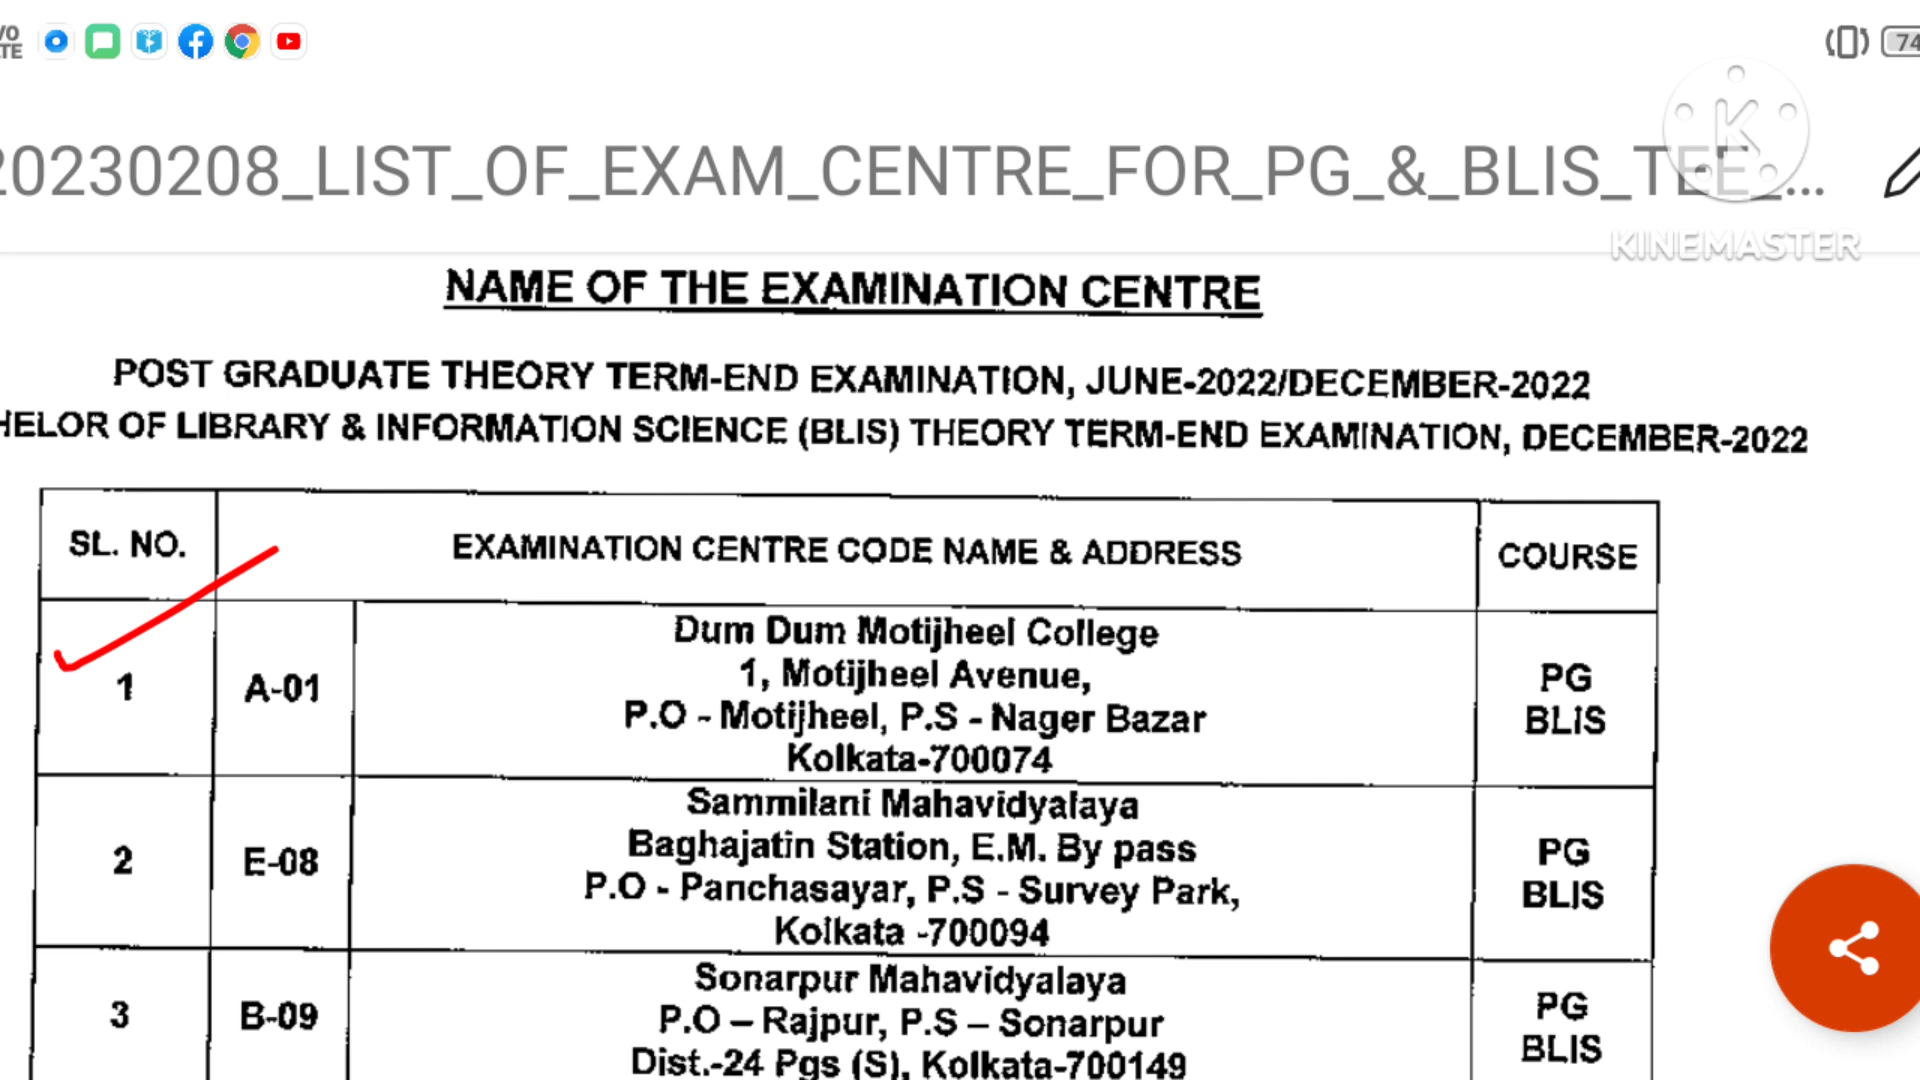 VO
LTE
74
20230208_LIST_OF_EXAM_CENTRE_FOR_PG_&_BLIS_TEE_...
KINEMASTER
NAME OF THE EXAMINATION CENTRE
POST GRADUATE THEORY TERM-END EXAMINATION, JUNE-2022/DECEMBER-2022
HELOR OF LIBRARY & INFORMATION SCIENCE (BLIS) THEORY TERM-END EXAMINATION, DECEMBER-2022
SL. NO. EXAMINATION CENTRE CODE NAME & ADDRESS COURSE
1 A-01 Dum Dum Motijheel College
1, Motijheel Avenue,
P.O - Motijheel, P.S - Nager Bazar
Kolkata-700074
PG
BLIS
2 E-08 Sammilani Mahavidyalaya
Baghajatin Station, E.M. By pass
P.O - Panchasayar, P.S - Survey Park,
Kolkata -700094
PG
BLIS
3 B-09 Sonarpur Mahavidyalaya
P.O – Rajpur, P.S – Sonarpur
Dist.-24 Pgs (S), Kolkata-700149
PG
BLIS